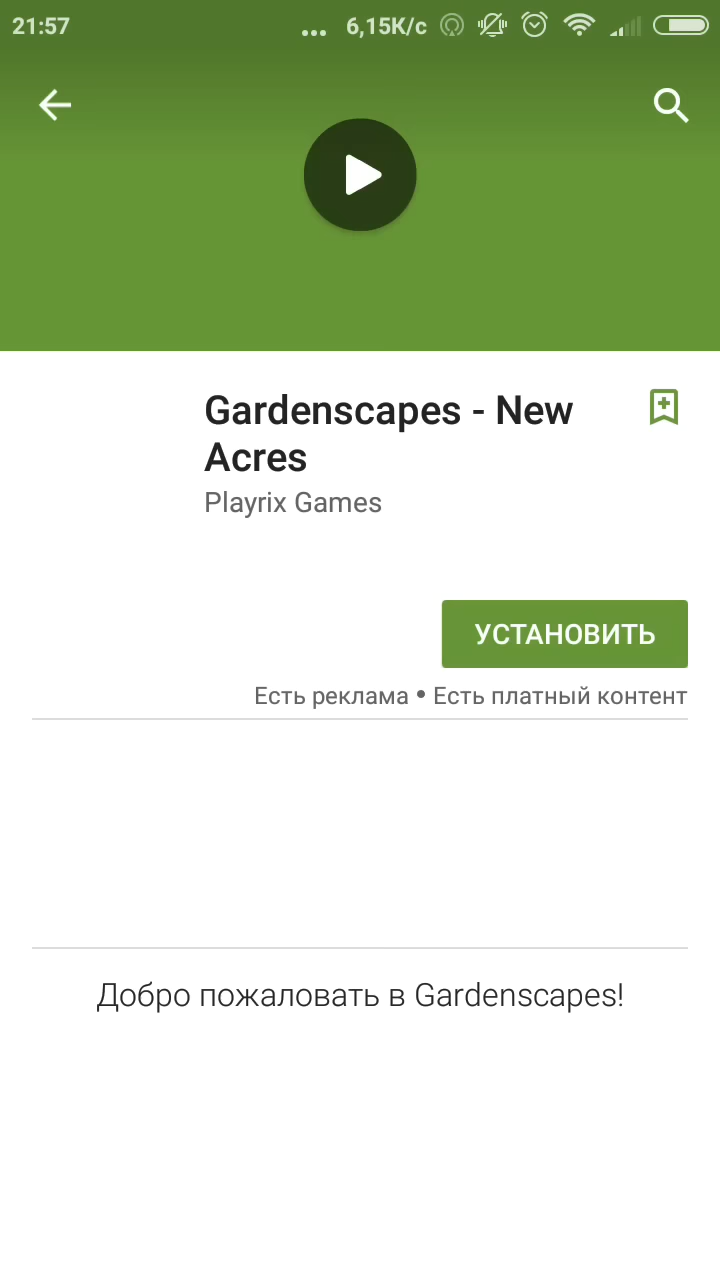 21:57
... 6,15К/с
Gardenscapes - New
Acres
Playrix Games
УСТАНОВИТЬ
Есть реклама • Есть платный контент
Добро пожаловать в Gardenscapes!